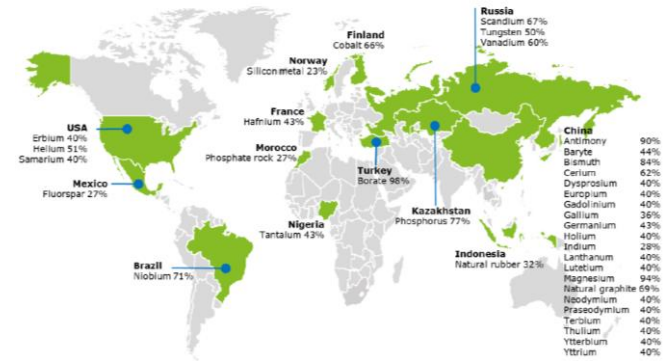 Russia
Scandium 67%
Tungsten 50%
Vanadium 60%
Finland
Cobalt 66%
Norway
Silicon metal 23%
France
Hafnium 43%
Morocco
Phosphate rock 27%
USA
Erbium 40%
Helium 51%
Samarium 40%
Mexico
Fluorspar 27%
Turkey
Borate 98%
Kazakhstan
Phosphorus 77%
Nigeria
Tantalum 43%
Brazil
Niobium 71%
Indonesia
Natural rubber 32%
China
Antimony 90%
Baryte 44%
Bismuth 84%
Cerium 62%
Dysprosium 40%
Europium 40%
Gadolinium 40%
Gallium 36%
Germanium 43%
Holium 40%
Indium 28%
Lanthanum 40%
Lutetium 40%
Magnesium 94%
Natural graphite 69%
Neodymium 40%
Praseodymium 40%
Terbium 40%
Thulium 40%
Ytterbium 40%
Yttrium 40%